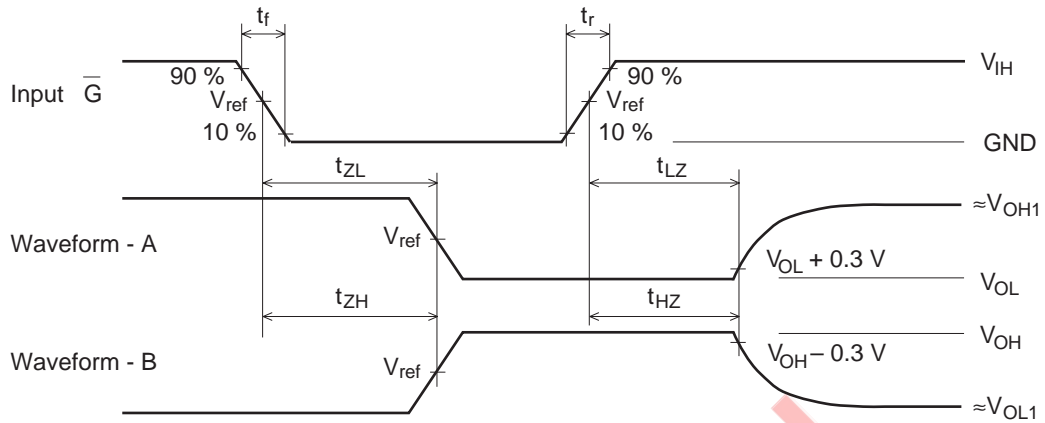 tf tr
90 % 90 % VIH
Input G Vref Vref
10 % 10 % GND
tZL tLZ
≈VOH1
Waveform - A Vref VOL + 0.3 V
VOL
tZH tHZ
VOH
Waveform - B Vref VOH − 0.3 V
≈VOL1